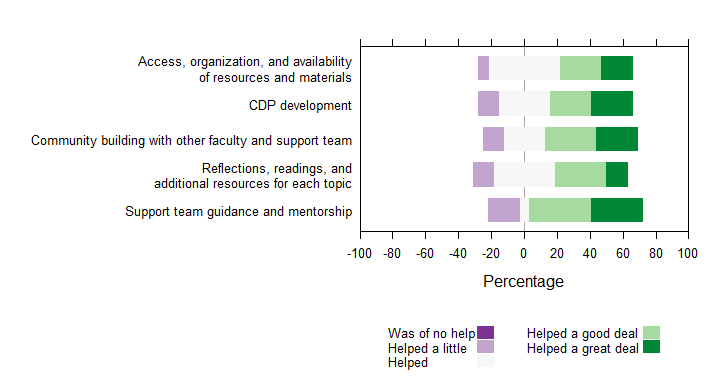 Access, organization, and availability
of resources and materials
CDP development
Community building with other faculty and support team
Reflections, readings, and
additional resources for each topic
Support team guidance and mentorship
-100 -80 -60 -40 -20 0 20 40 60 80 100
Percentage
Was of no help Helped a good deal
Helped a little Helped a great deal
Helped